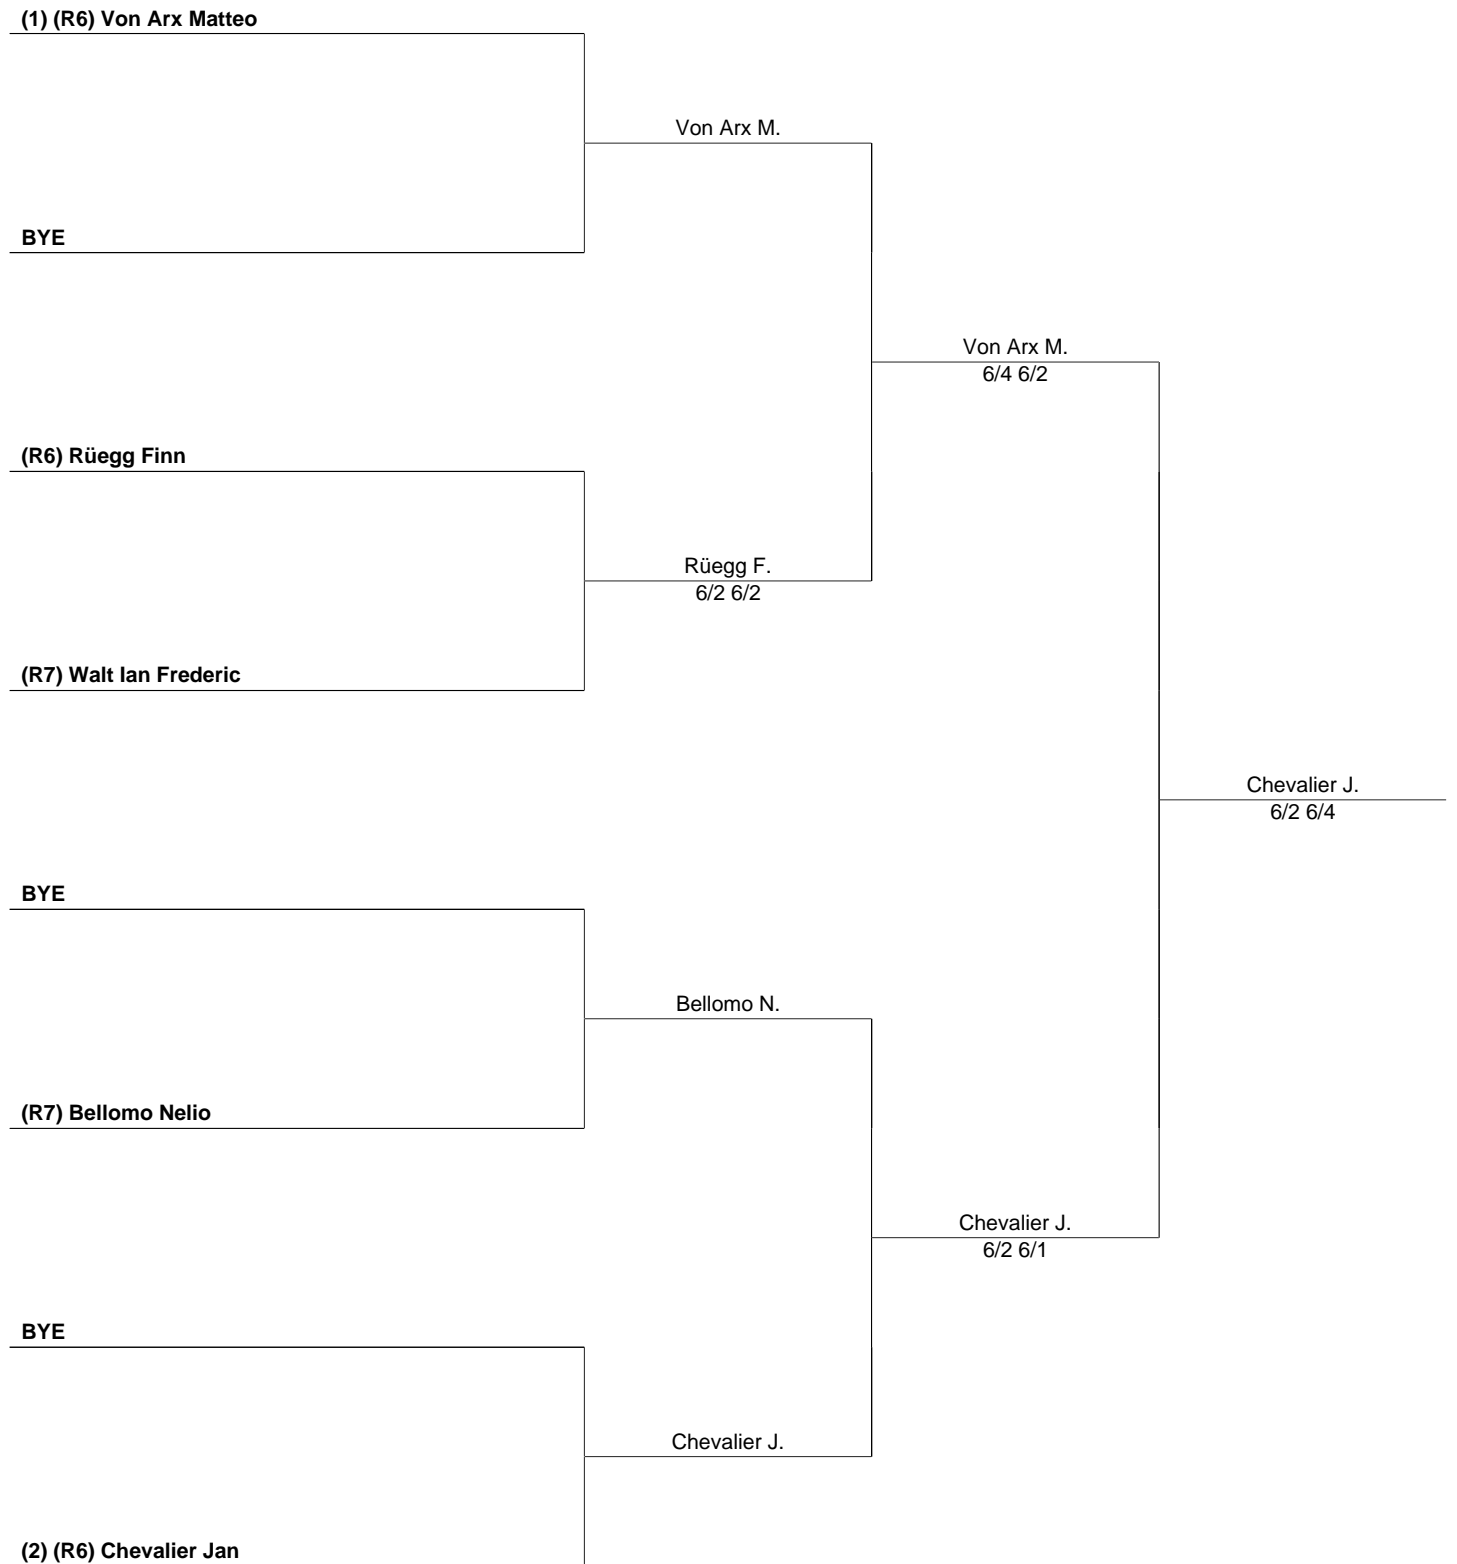 (1) (R6) Von Arx Matteo
Von Arx M.
BYE
Von Arx M.
6/4 6/2
(R6) Rüegg Finn
Rüegg F.
6/2 6/2
(R7) Walt Ian Frederic
Chevalier J.
6/2 6/4
BYE
Bellomo N.
(R7) Bellomo Nelio
Chevalier J.
6/2 6/1
BYE
Chevalier J.
(2) (R6) Chevalier Jan